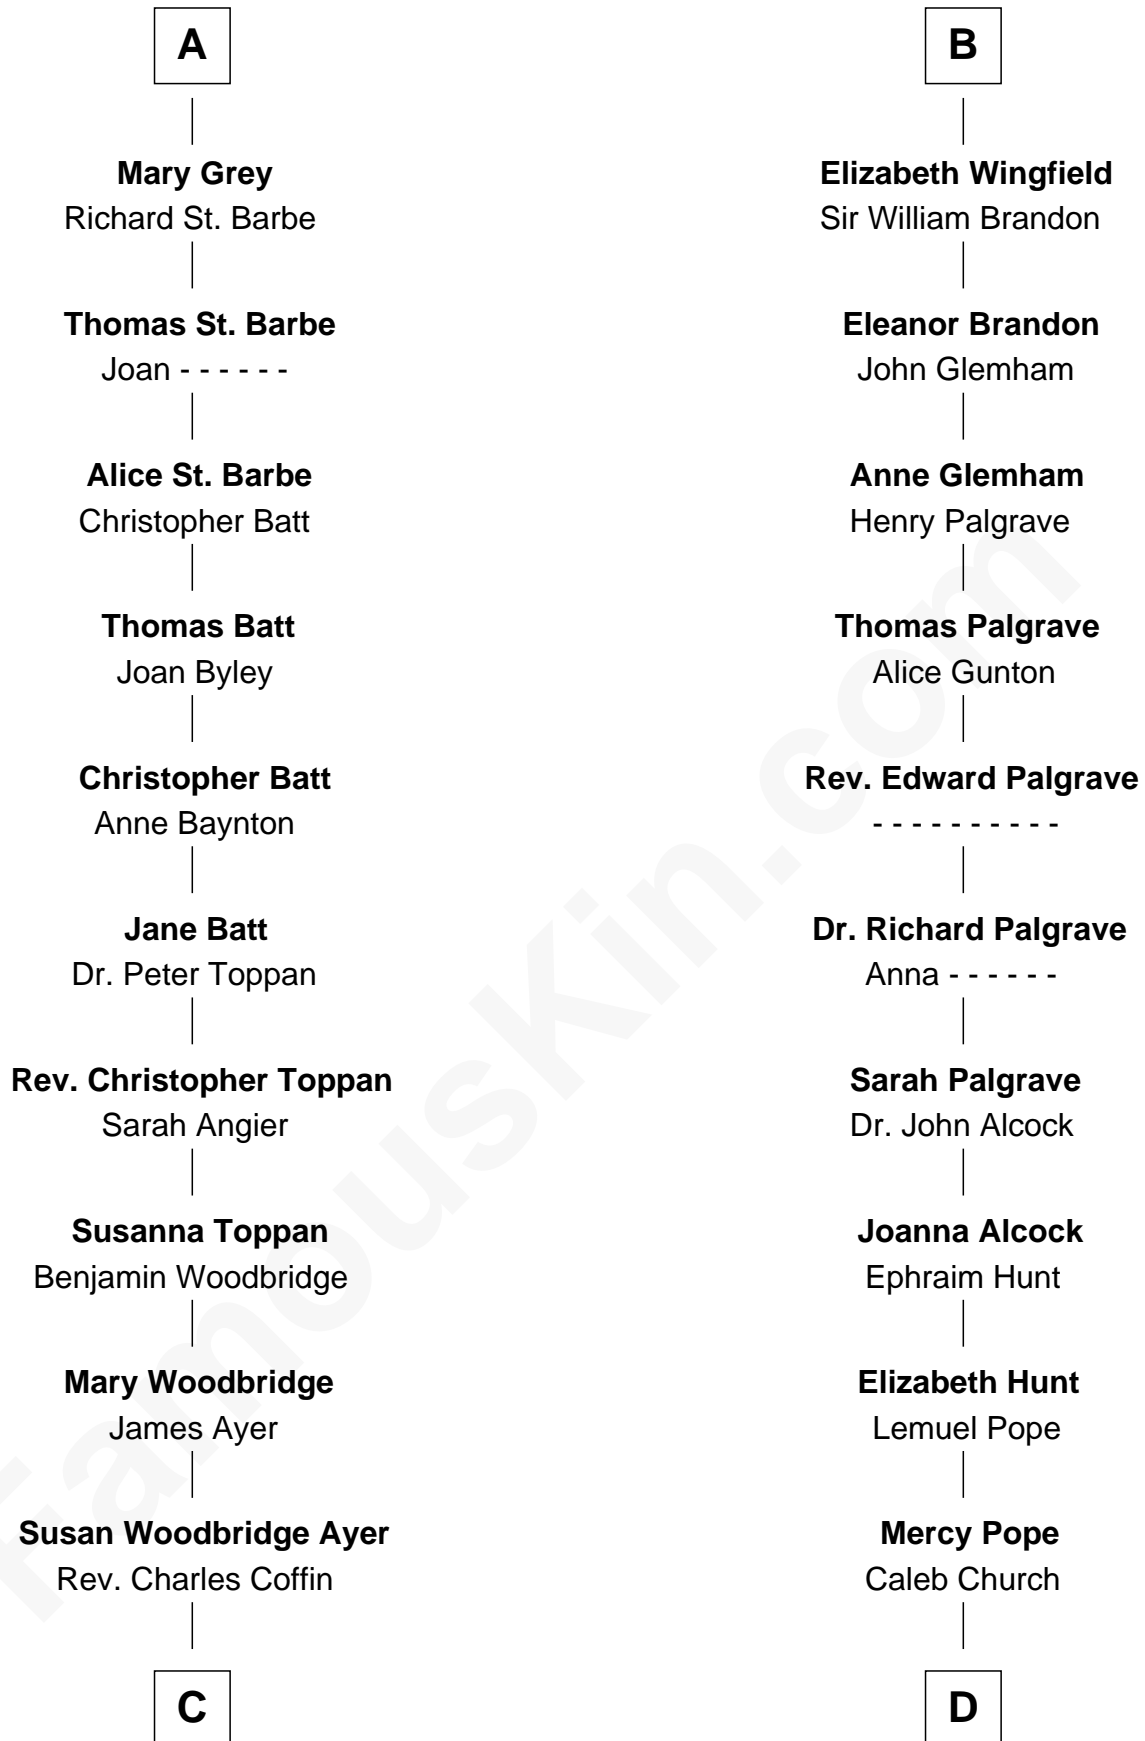 A
Mary Grey
Richard St. Barbe
Thomas St. Barbe
Joan - - - - - -
Alice St. Barbe
Christopher Batt
Thomas Batt
Joan Byley
Christopher Batt
Anne Baynton
Jane Batt
Dr. Peter Toppan
Rev. Christopher Toppan
Sarah Angier
Susanna Toppan
Benjamin Woodbridge
Mary Woodbridge
James Ayer
Susan Woodbridge Ayer
Rev. Charles Coffin
C
B
Elizabeth Wingfield
Sir William Brandon
Eleanor Brandon
John Glemham
Anne Glemham
Henry Palgrave
Thomas Palgrave
Alice Gunton
Rev. Edward Palgrave
- - - - - - - - - -
Dr. Richard Palgrave
Anna - - - - - -
Sarah Palgrave
Dr. John Alcock
Joanna Alcock
Ephraim Hunt
Elizabeth Hunt
Lemuel Pope
Mercy Pope
Caleb Church
D
FamousKin.com